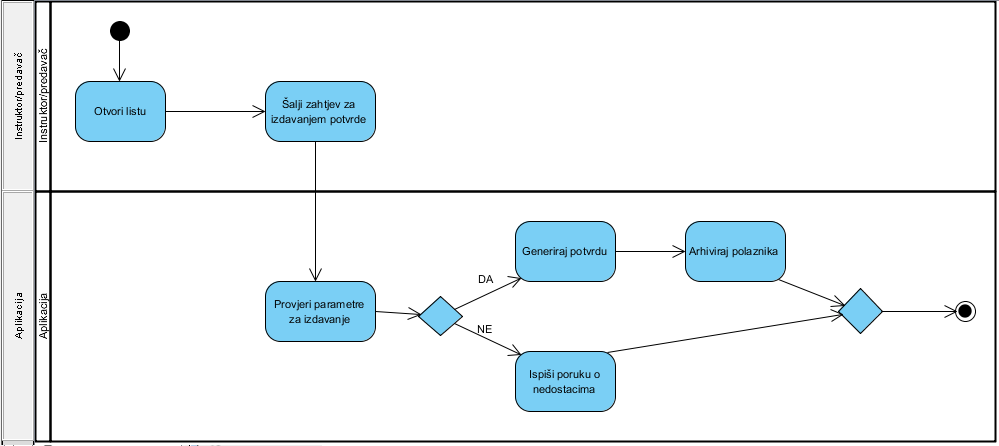 Instruktor/predavač
Instruktor/predavač
Otvori listu
Šalji zahtjev za
izdavanjem potvrde
Aplikacija
Aplikacija
Provjeri parametre
za izdavanje
DA
NE
Generiraj potvrdu
Arhiviraj polaznika
Ispiši poruku o
nedostacima